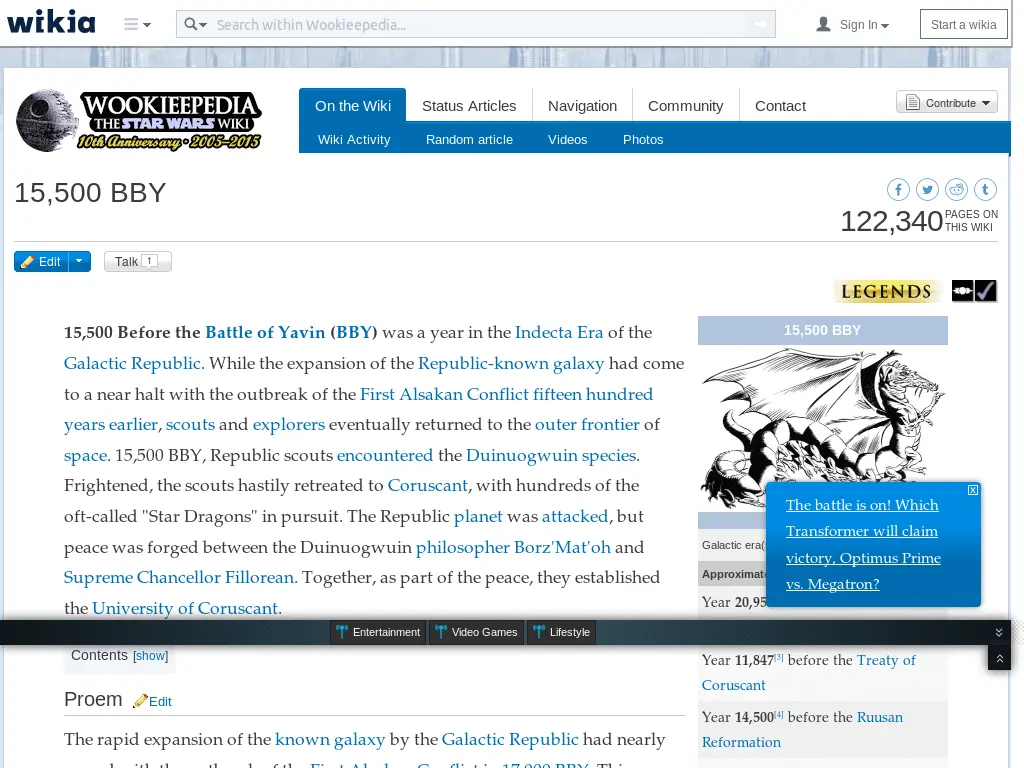 wikia
Search within Wookieepedia...
Sign In
Start a wikia
WOOKIEEPEDIA
THE STAR WARS WIKI
10th Anniversary • 2005–2015
On the Wiki
Status Articles
Navigation
Community
Contact
Contribute
Wiki Activity
Random article
Videos
Photos
15,500 BBY
122,340 PAGES ON
THIS WIKI
Edit
Talk 1
LEGENDS
15,500 Before the Battle of Yavin (BBY) was a year in the Indecta Era of the
Galactic Republic. While the expansion of the Republic-known galaxy had come
to a near halt with the outbreak of the First Alsakan Conflict fifteen hundred
years earlier, scouts and explorers eventually returned to the outer frontier of
space. 15,500 BBY, Republic scouts encountered the Duinuogwuin species.
Frightened, the scouts hastily retreated to Coruscant, with hundreds of the
oft-called "Star Dragons" in pursuit. The Republic planet was attacked, but
peace was forged between the Duinuogwuin philosopher Borz'Mat'oh and
Supreme Chancellor Fillorean. Together, as part of the peace, they established
the University of Coruscant.
15,500 BBY
Galactic era(
Approximat
Year 20,95
The battle is on! Which
Transformer will claim
victory, Optimus Prime
vs. Megatron?
Entertainment
Video Games
Lifestyle
Contents [show]
Year 11,847[3] before the Treaty of
Coruscant
Year 14,500[4] before the Ruusan
Reformation
Proem Edit
The rapid expansion of the known galaxy by the Galactic Republic had nearly